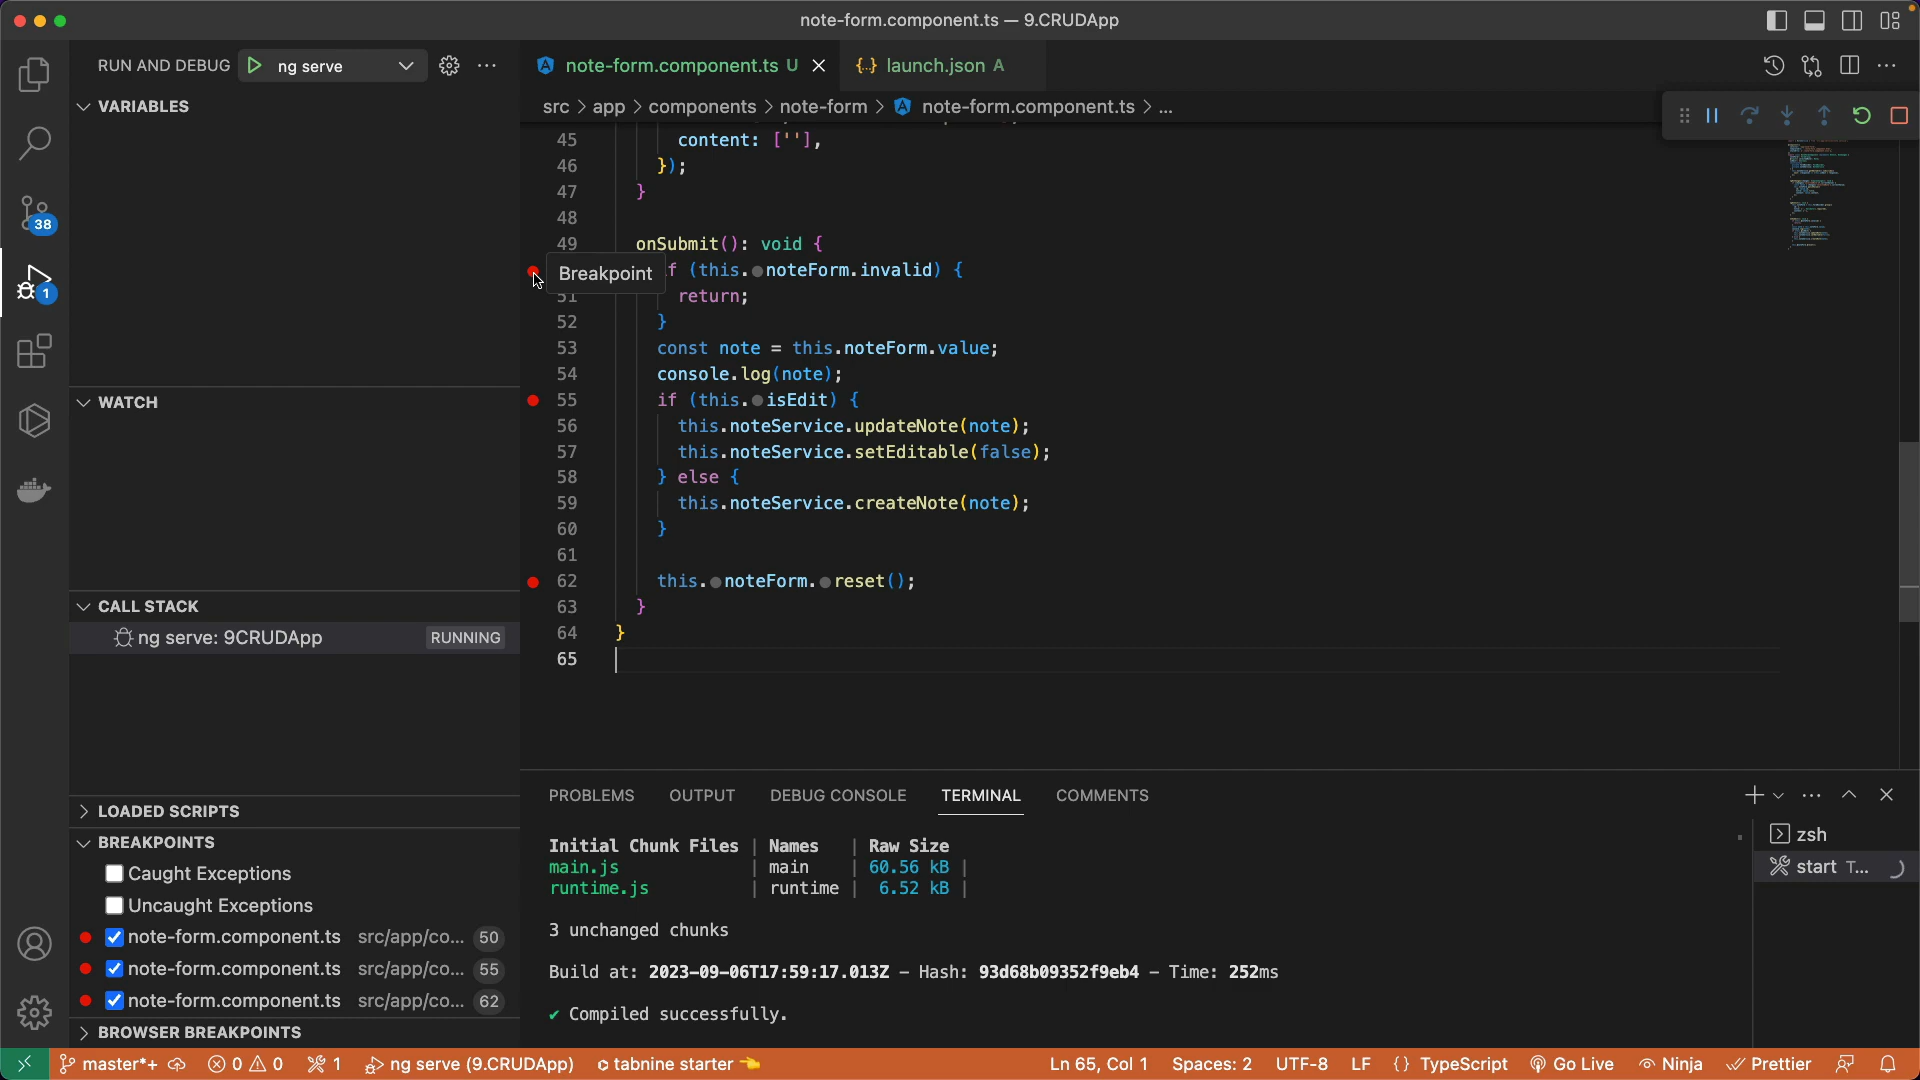 note-form.component.ts — 9.CRUDApp
RUN AND DEBUG
ng serve
note-form.component.ts U
launch.json A
VARIABLES
src > app > components > note-form > note-form.component.ts > ...
45 content: [''],
46 });
47 }
48
49 onSubmit(): void {
Breakpoint
f (this.noteForm.invalid) {
51 return;
52 }
53 const note = this.noteForm.value;
54 console.log(note);
55 if (this.isEdit) {
56 this.noteService.updateNote(note);
57 this.noteService.setEditable(false);
58 } else {
59 this.noteService.createNote(note);
60 }
61
62 this.noteForm.reset();
63 }
64 }
65
38
1
WATCH
CALL STACK
ng serve: 9CRUDApp RUNNING
LOADED SCRIPTS
BREAKPOINTS
Caught Exceptions
Uncaught Exceptions
note-form.component.ts src/app/co... 50
note-form.component.ts src/app/co... 55
note-form.component.ts src/app/co... 62
BROWSER BREAKPOINTS
PROBLEMS OUTPUT DEBUG CONSOLE TERMINAL COMMENTS
Initial Chunk Files | Names | Raw Size
main.js | main | 60.56 kB |
runtime.js | runtime | 6.52 kB |
3 unchanged chunks
Build at: 2023-09-06T17:59:17.013Z - Hash: 93d68b09352f9eb4 - Time: 252ms
✔ Compiled successfully.
zsh
start T...
master*+ 0 0 1 ng serve (9.CRUDApp) tabnine starter Ln 65, Col 1 Spaces: 2 UTF-8 LF {} TypeScript Go Live Ninja Prettier